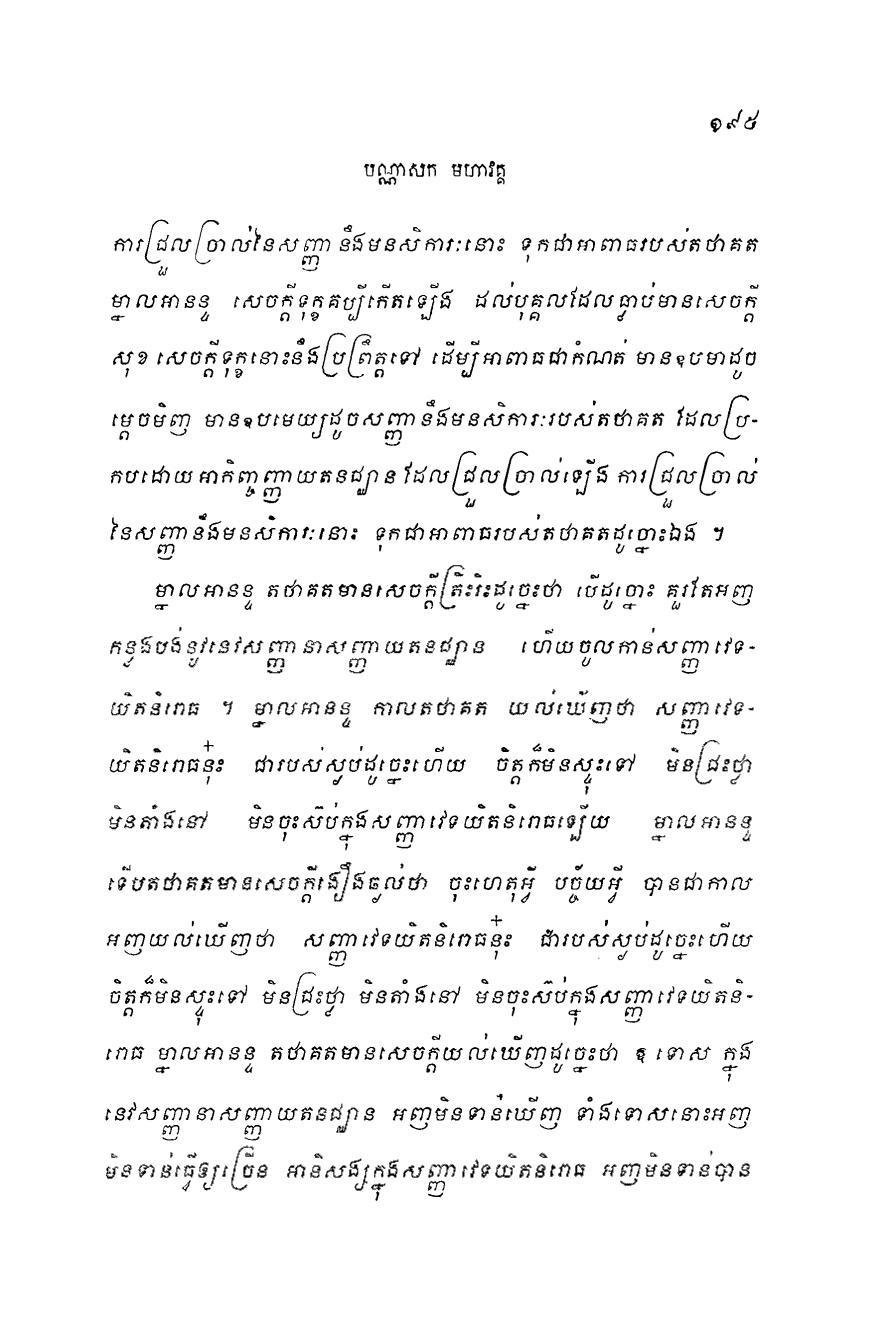 ១៩៥
បណ្ណាសក មហាវគ្គ
ការជ្រួលច្រាល់នៃសញ្ញា នឹងមនសិការៈនោះ ទុកជាអាពាធរបស់តថាគត
ម្នាលអានន្ទ សេចក្ដីទុក្ខគប្បីកើតឡើង ដល់បុគ្គលដែលធ្លាប់មានសេចក្ដី
សុខ សេចក្ដីទុក្ខនោះនឹងប្រព្រឹត្តទៅ ដើម្បីអាពាធជាកំណត់ មានឧបមាដូច
ម្ដេចមិញ មានឧបមេយ្យដូចសញ្ញានឹងមនសិការៈរបស់តថាគត ដែលប្រ-
កបដោយអាកិញ្ចញ្ញាយតនជ្ឈាន ដែលជ្រួលច្រាល់ឡើង ការជ្រួលច្រាល់
នៃសញ្ញានឹងមនសិការៈនោះ ទុកជាអាពាធរបស់តថាគតដូច្នោះឯង ។
ម្នាលអានន្ទ តថាគតមានសេចក្ដីត្រិះរិះដូច្នេះថា បើដូច្នោះ គួរតែអញ
កន្លងបង់នូវនេវសញ្ញានាសញ្ញាយតនជ្ឈាន ហើយចូលកាន់សញ្ញាវេទ-
យិតនិរោធ ។ ម្នាលអានន្ទ កាលតថាគត យល់ឃើញថា សញ្ញាវេទ-
យិតនិរោធនុ៎ះ ជារបស់ស្ងប់ដូច្នេះហើយ ចិត្តក៏មិនស្ទុះទៅ មិនជ្រះថ្លា
មិនតាំងនៅ មិនចុះស៊ប់ក្នុងសញ្ញាវេទយិតនិរោធឡើយ ម្នាលអានន្ទ
ទើបតថាគតមានសេចក្ដីងឿងឆ្ងល់ថា ចុះហេតុអ្វី បច្ច័យអ្វី បានជាកាល
អញយល់ឃើញថា សញ្ញាវេទយិតនិរោធនុ៎ះ ជារបស់ស្ងប់ដូច្នេះហើយ
ចិត្តក៏មិនស្ទុះទៅ មិនជ្រះថ្លា មិនតាំងនៅ មិនចុះស៊ប់ក្នុងសញ្ញាវេទយិតនិ-
រោធ ម្នាលអានន្ទ តថាគតមានសេចក្ដីយល់ឃើញដូច្នេះថា ឱ ទោស ក្នុង
នេវសញ្ញានាសញ្ញាយតនជ្ឈាន អញមិនទាន់ឃើញ ទាំងទោសនោះអញ
មិនទាន់ធ្វើឲ្យច្រើន អានិសង្សក្នុងសញ្ញាវេទយិតនិរោធ អញមិនទាន់បាន